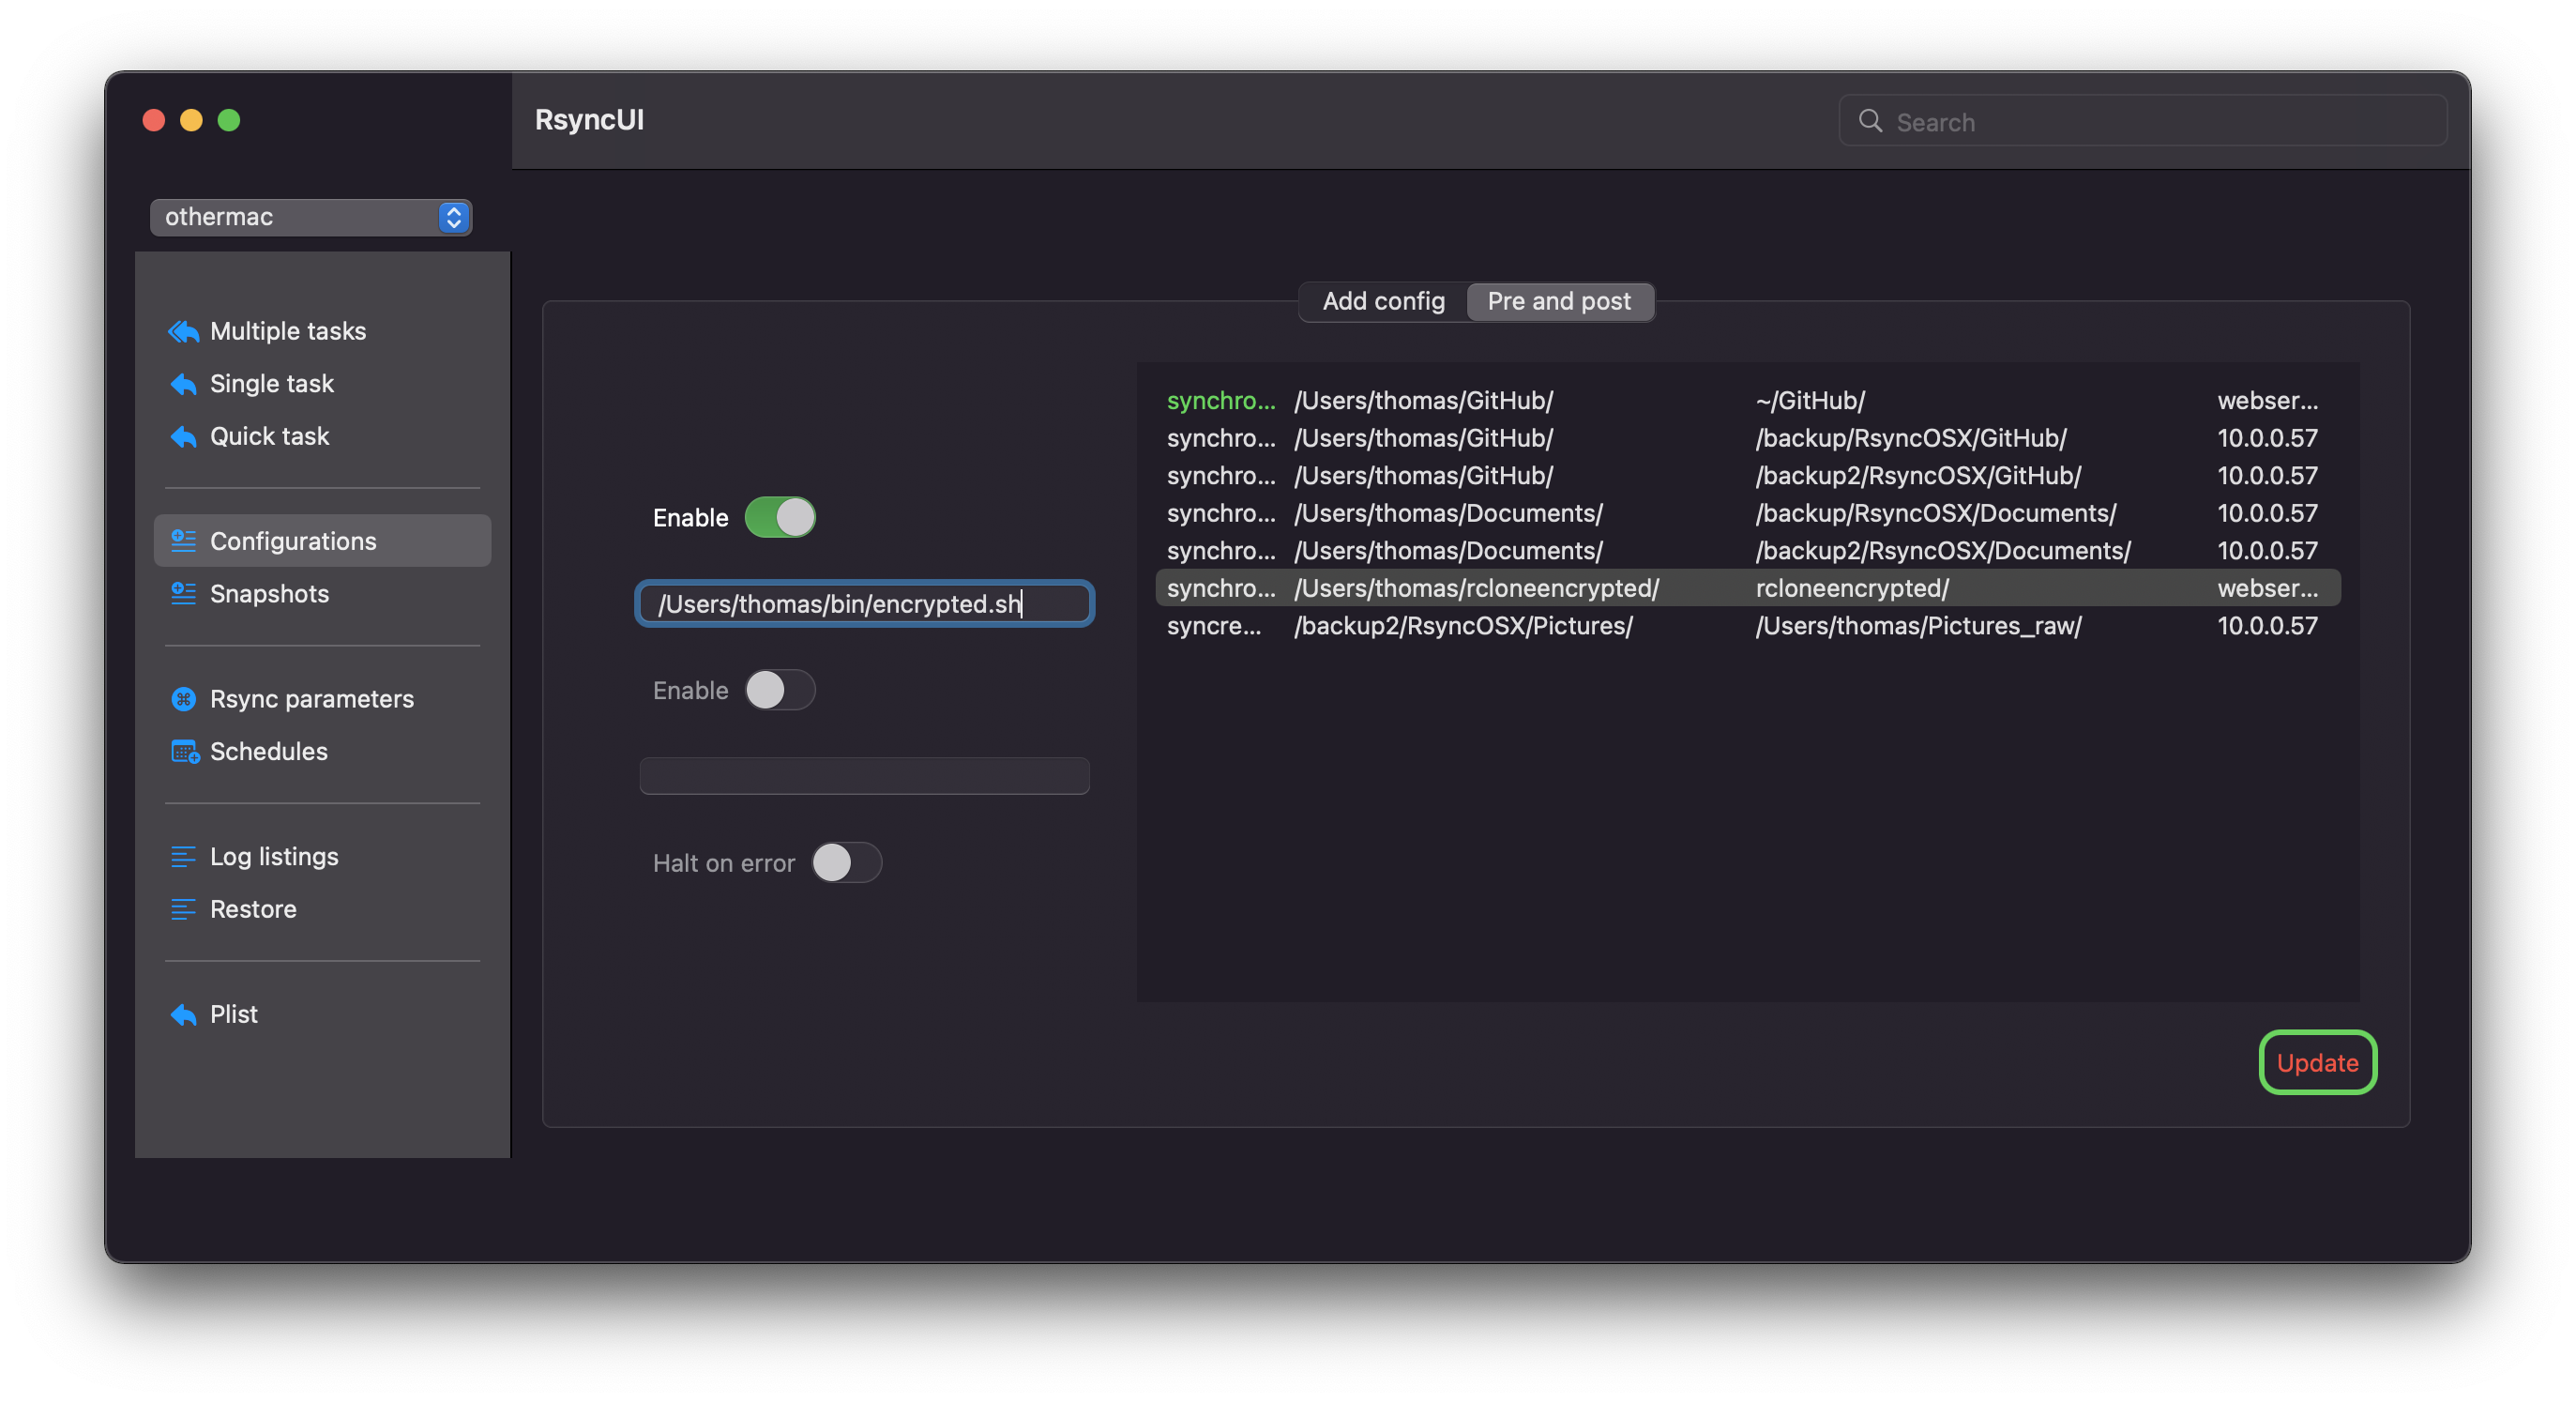 RsyncUI
Search
othermac
Multiple tasks
Single task
Quick task
Configurations
Snapshots
Rsync parameters
Schedules
Log listings
Restore
Plist
Add config Pre and post
Enable
/Users/thomas/bin/encrypted.sh
Enable
Halt on error
synchro... /Users/thomas/GitHub/ ~/GitHub/ webser...
synchro... /Users/thomas/GitHub/ /backup/RsyncOSX/GitHub/ 10.0.0.57
synchro... /Users/thomas/GitHub/ /backup2/RsyncOSX/GitHub/ 10.0.0.57
synchro... /Users/thomas/Documents/ /backup/RsyncOSX/Documents/ 10.0.0.57
synchro... /Users/thomas/Documents/ /backup2/RsyncOSX/Documents/ 10.0.0.57
synchro... /Users/thomas/rcloneencrypted/ rcloneencrypted/ webser...
syncre... /backup2/RsyncOSX/Pictures/ /Users/thomas/Pictures_raw/ 10.0.0.57
Update